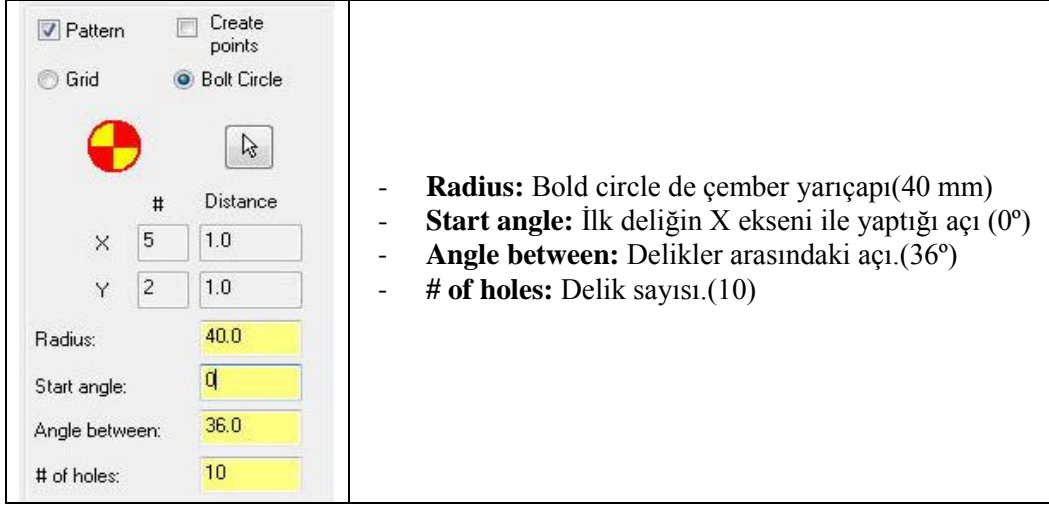 Pattern Create points
Grid Bolt Circle
# Distance
X 5 1.0
Y 2 1.0
Radius: 40.0
Start angle: 0
Angle between: 36.0
# of holes: 10
- Radius: Bold circle de çember yarıçapı(40 mm)
- Start angle: İlk deliğin X ekseni ile yaptığı açı (0º)
- Angle between: Delikler arasındaki açı.(36º)
- # of holes: Delik sayısı.(10)